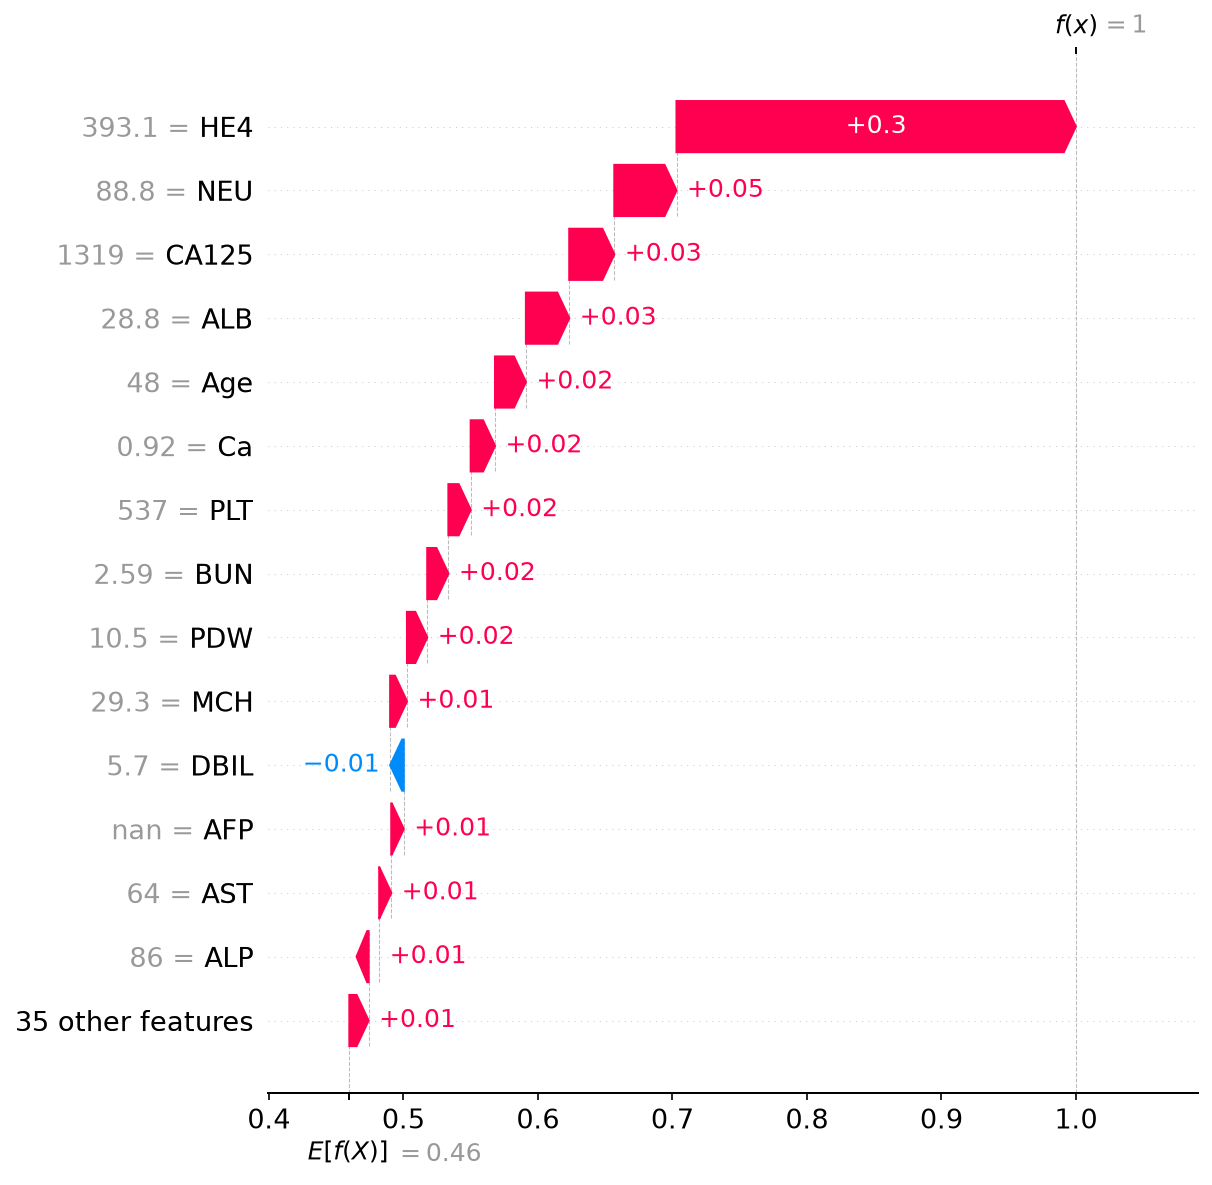 f(x) = 1
393.1 = HE4 +0.3
88.8 = NEU +0.05
1319 = CA125 +0.03
28.8 = ALB +0.03
48 = Age +0.02
0.92 = Ca +0.02
537 = PLT +0.02
2.59 = BUN +0.02
10.5 = PDW +0.02
29.3 = MCH +0.01
5.7 = DBIL −0.01
nan = AFP +0.01
64 = AST +0.01
86 = ALP +0.01
35 other features +0.01
0.4 0.5 0.6 0.7 0.8 0.9 1.0
E[f(X)] = 0.46